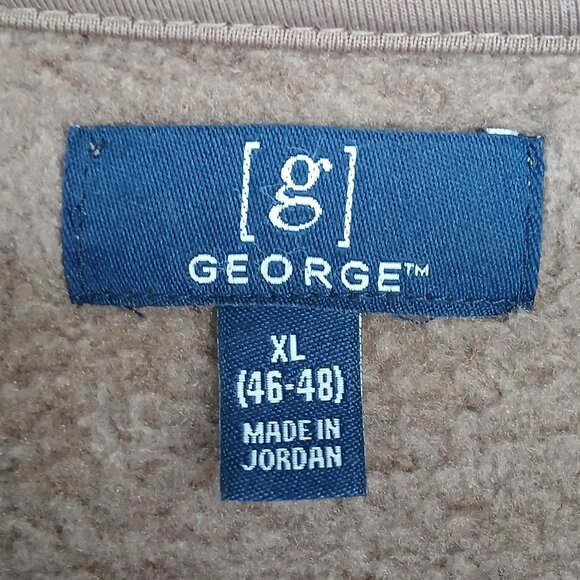 [g]
GEORGE™
XL
(46-48)
MADE IN
JORDAN